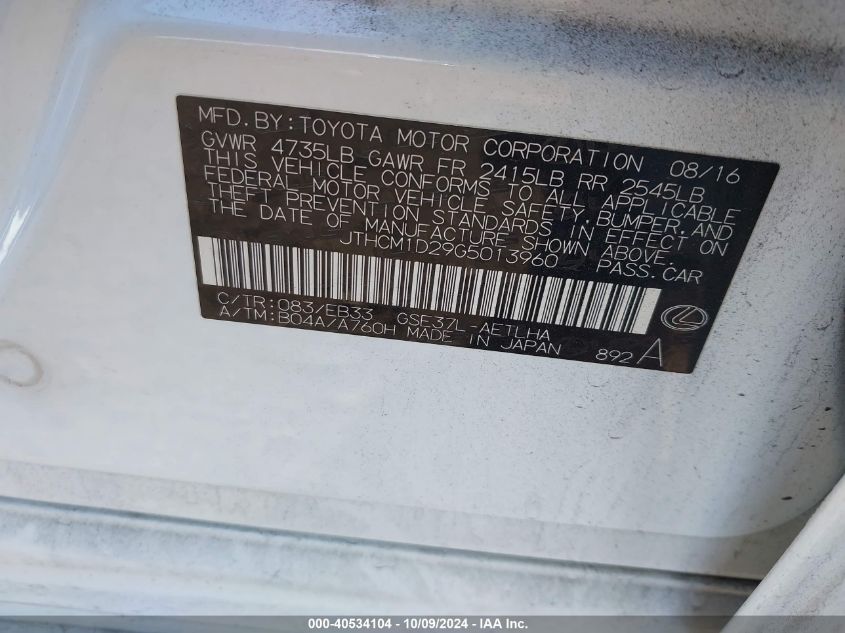 MFD.BY:TOYOTA MOTOR CORPORATION 08/16
GVWR 4735LB GAWR FR 2415LB RR 2545LB
THIS VEHICLE CONFORMS TO ALL APPLICABLE
FEDERAL MOTOR VEHICLE SAFETY,BUMPER,AND
THEFT PREVENTION STANDARDS IN EFFECT ON
THE DATE OF MANUFACTURE SHOWN ABOVE.
JTHCM1D29G5013960 PASS.CAR
C/TR:083/EB33 GSE37L-AETLHA
A/TM:B04A/A760H MADE IN JAPAN 892 A
000-40534104 - 10/09/2024 - IAA Inc.